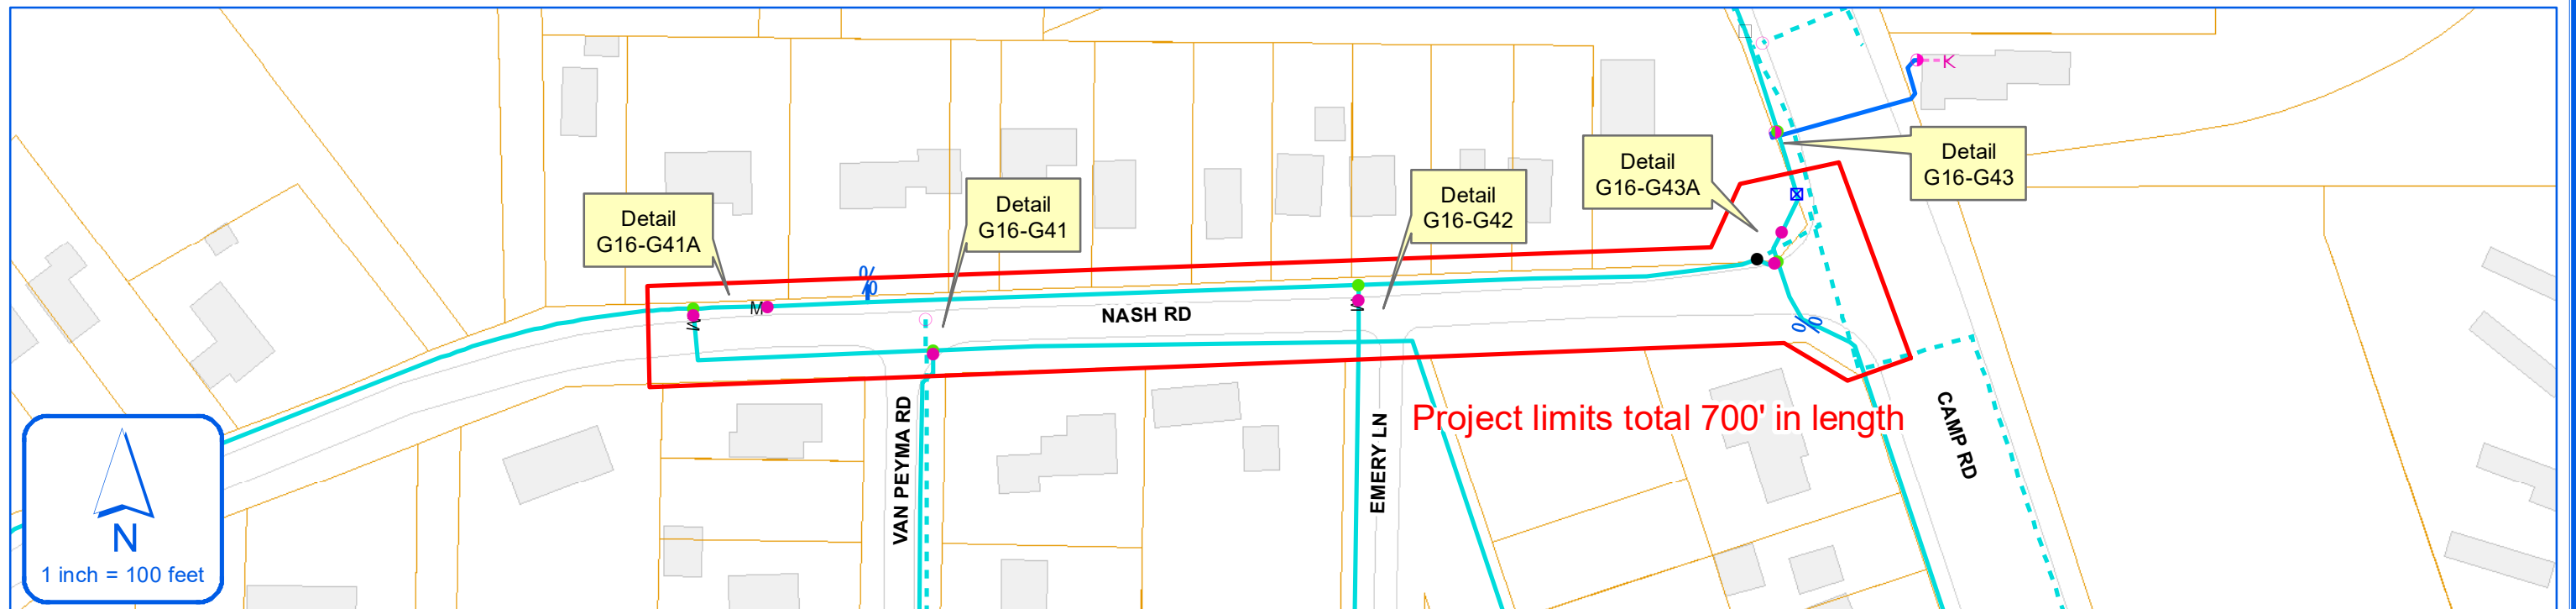 Detail
G16-G41A
Detail
G16-G41
Detail
G16-G42
Detail
G16-G43A
Detail
G16-G43
K
%
M
M
M
%
NASH RD
VAN PEYMA RD
EMERY LN
CAMP RD
Project limits total 700' in length
N
1 inch = 100 feet